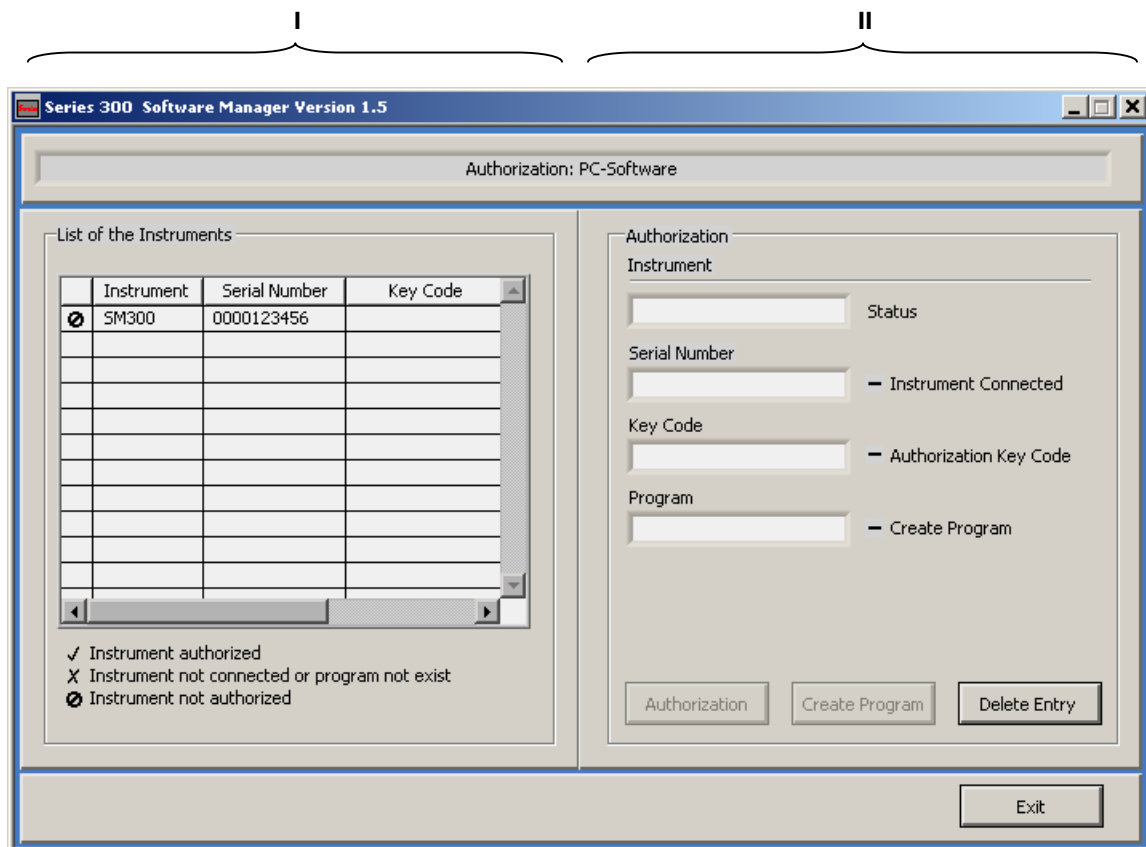 I II
Series 300 Software Manager Version 1.5
Authorization: PC-Software
List of the Instruments
Instrument Serial Number Key Code
SM300 0000123456
✓ Instrument authorized
X Instrument not connected or program not exist
Instrument not authorized
Authorization
Instrument
Status
Serial Number
– Instrument Connected
Key Code
– Authorization Key Code
Program
– Create Program
Authorization Create Program Delete Entry
Exit